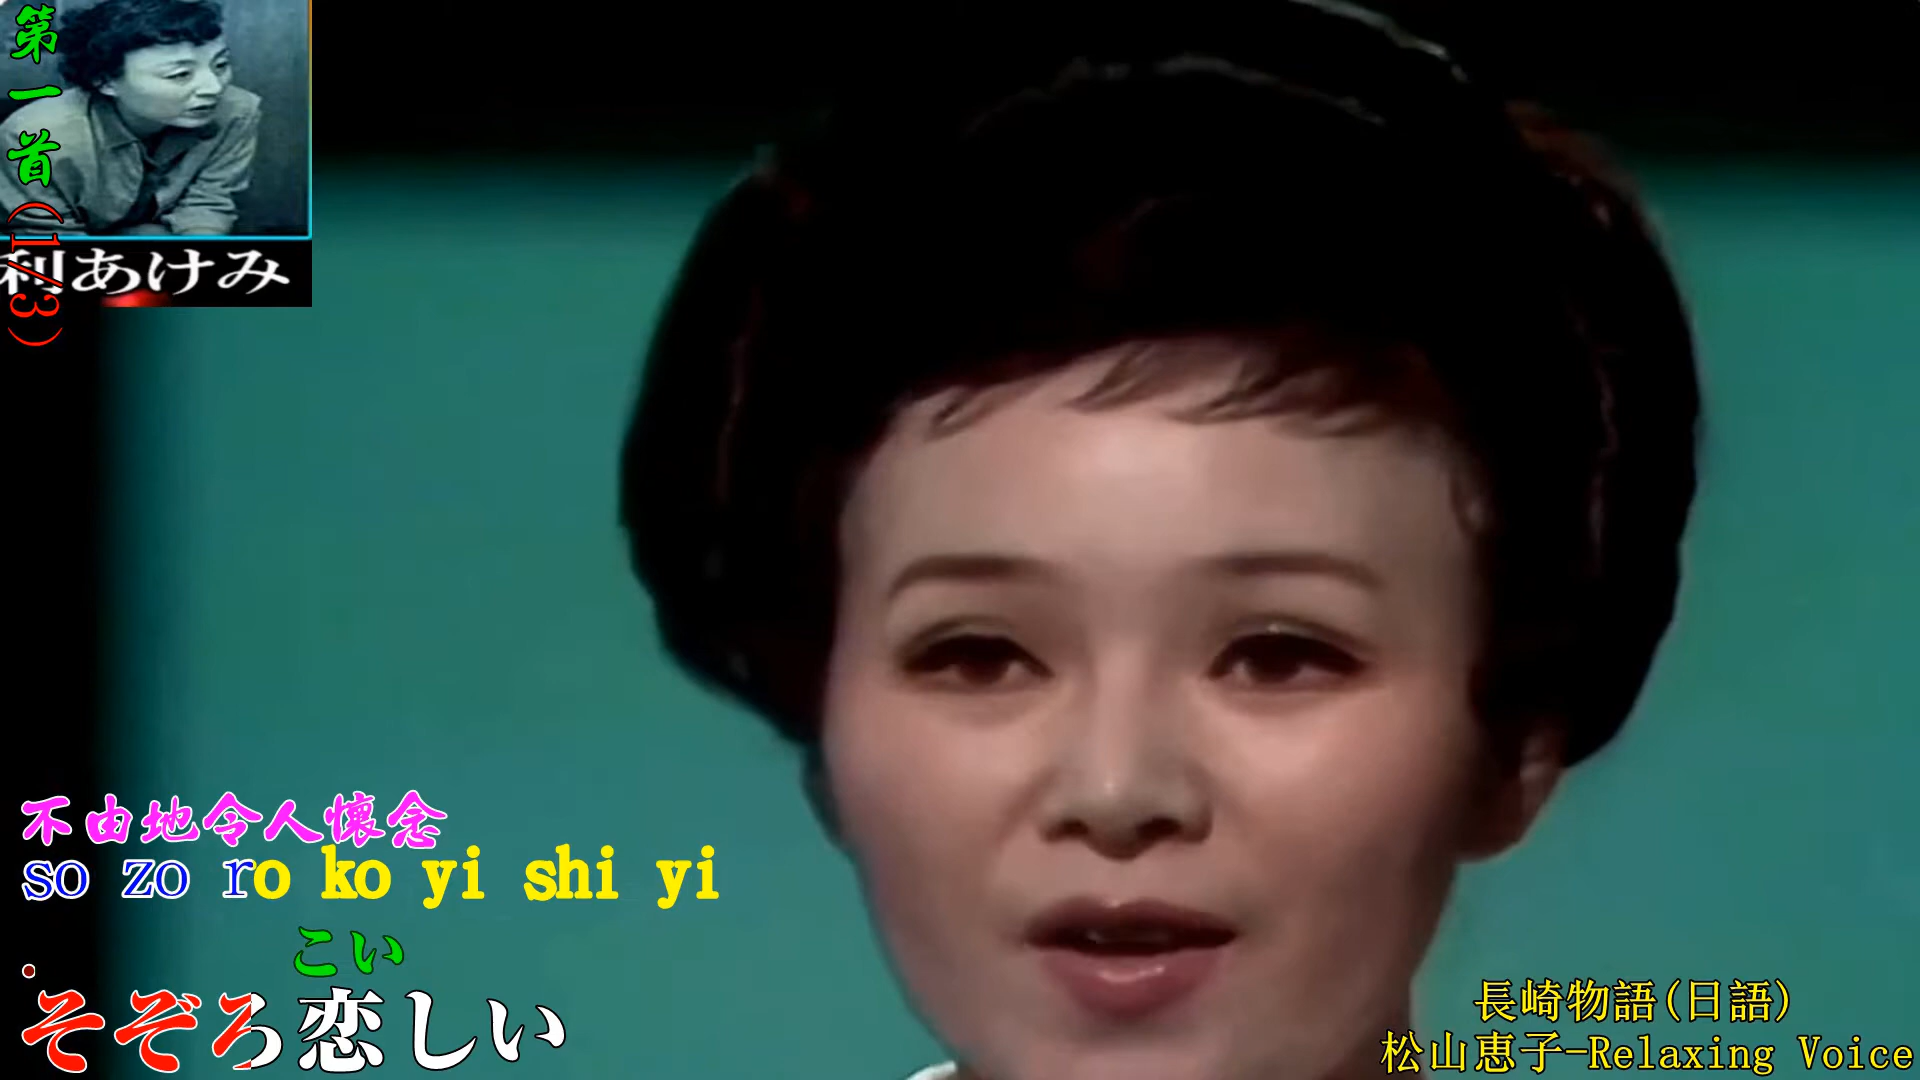 第一首(1/3)
利あけみ
不由地令人懷念
so zo ro ko yi shi yi
こい
そぞろ恋しい
長崎物語(日語)
松山恵子-Relaxing Voice